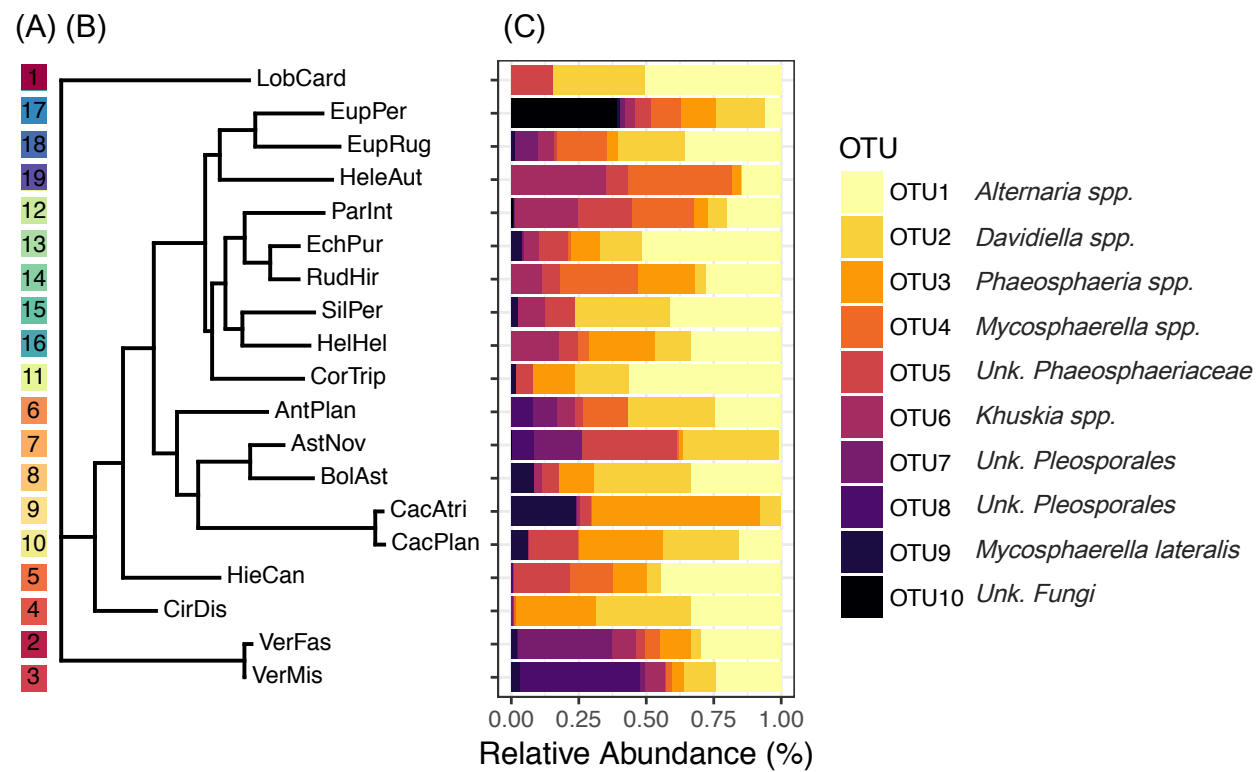 (A) (B) (C)
1 LobCard
17 EupPer
18 EupRug
19 HeleAut
12 ParInt
13 EchPur
14 RudHir
15 SilPer
16 HelHel
11 CorTrip
6 AntPlan
7 AstNov
8 BolAst
9 CacAtri
10 CacPlan
5 HieCan
4 CirDis
2 VerFas
3 VerMis
0.00 0.25 0.50 0.75 1.00
Relative Abundance (%)
OTU
OTU1 Alternaria spp.
OTU2 Davidiella spp.
OTU3 Phaeosphaeria spp.
OTU4 Mycosphaerella spp.
OTU5 Unk. Phaeosphaeriaceae
OTU6 Khuskia spp.
OTU7 Unk. Pleosporales
OTU8 Unk. Pleosporales
OTU9 Mycosphaerella lateralis
OTU10 Unk. Fungi